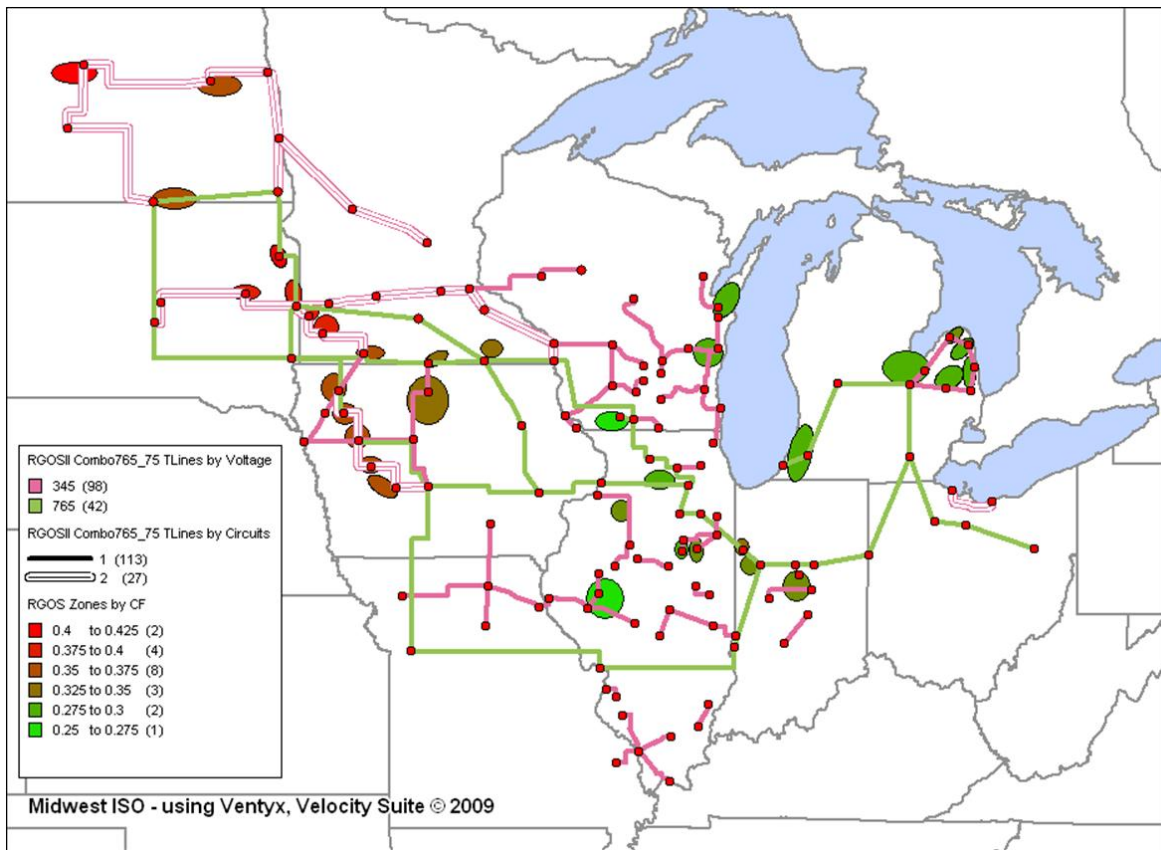 RGOSII Combo765_75 TLines by Voltage
345 (98)
765 (42)
RGOSII Combo765_75 TLines by Circuits
1 (113)
2 (27)
RGOS Zones by CF
0.4 to 0.425 (2)
0.375 to 0.4 (4)
0.35 to 0.375 (8)
0.325 to 0.35 (3)
0.275 to 0.3 (2)
0.25 to 0.275 (1)
Midwest ISO - using Ventyx, Velocity Suite © 2009